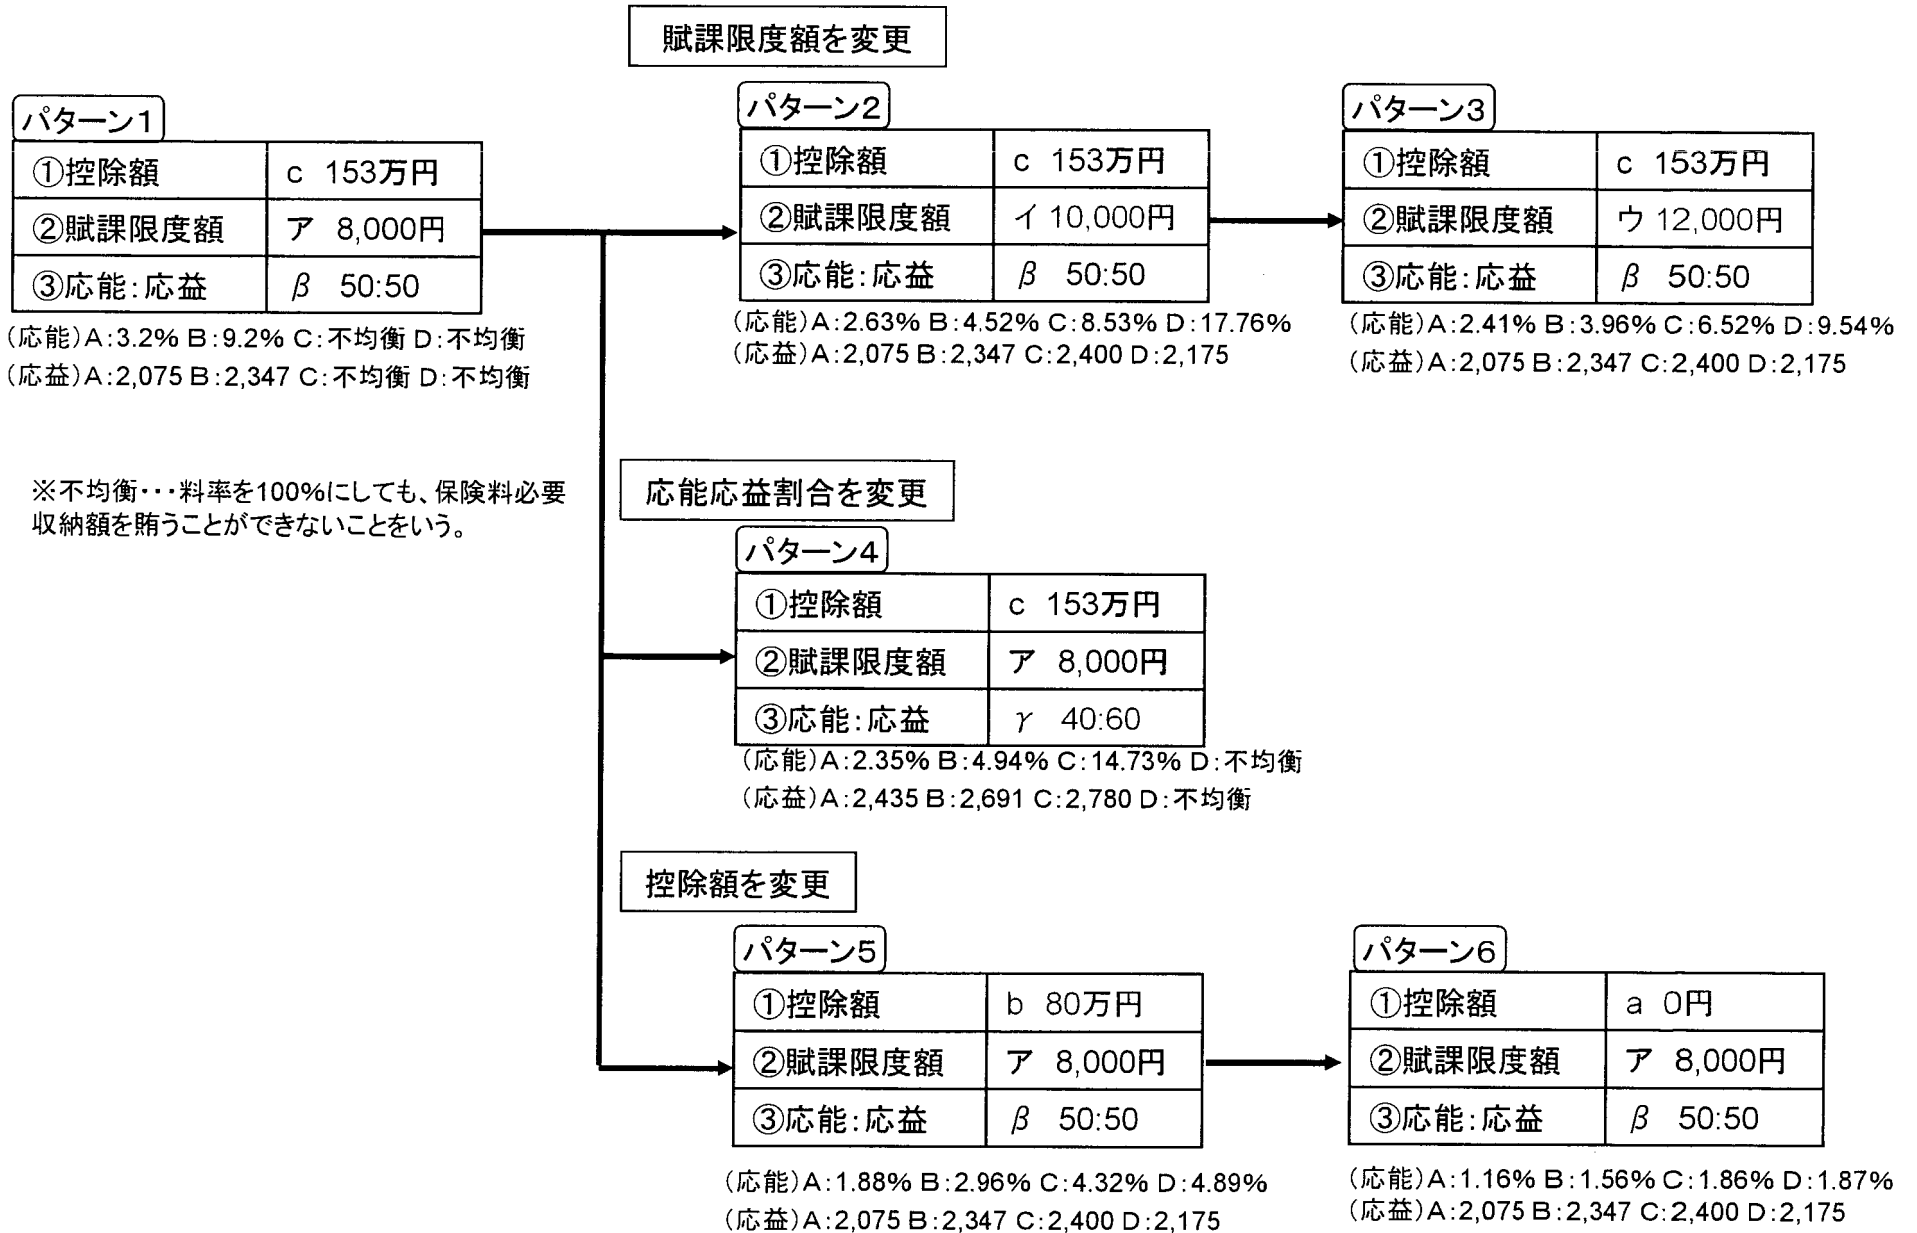 賦課限度額を変更
パターン1
①控除額 c 153万円
②賦課限度額 ア 8,000円
③応能:応益 β 50:50
(応能)A:3.2% B:9.2% C:不均衡 D:不均衡
(応益)A:2,075 B:2,347 C:不均衡 D:不均衡
※不均衡・・・料率を100%にしても、保険料必要
収納額を賄うことができないことをいう。
パターン2
①控除額 c 153万円
②賦課限度額 イ 10,000円
③応能:応益 β 50:50
(応能)A:2.63% B:4.52% C:8.53% D:17.76%
(応益)A:2,075 B:2,347 C:2,400 D:2,175
パターン3
①控除額 c 153万円
②賦課限度額 ウ 12,000円
③応能:応益 β 50:50
(応能)A:2.41% B:3.96% C:6.52% D:9.54%
(応益)A:2,075 B:2,347 C:2,400 D:2,175
応能応益割合を変更
パターン4
①控除額 c 153万円
②賦課限度額 ア 8,000円
③応能:応益 γ 40:60
(応能)A:2.35% B:4.94% C:14.73% D:不均衡
(応益)A:2,435 B:2,691 C:2,780 D:不均衡
控除額を変更
パターン5
①控除額 b 80万円
②賦課限度額 ア 8,000円
③応能:応益 β 50:50
(応能)A:1.88% B:2.96% C:4.32% D:4.89%
(応益)A:2,075 B:2,347 C:2,400 D:2,175
パターン6
①控除額 a 0円
②賦課限度額 ア 8,000円
③応能:応益 β 50:50
(応能)A:1.16% B:1.56% C:1.86% D:1.87%
(応益)A:2,075 B:2,347 C:2,400 D:2,175